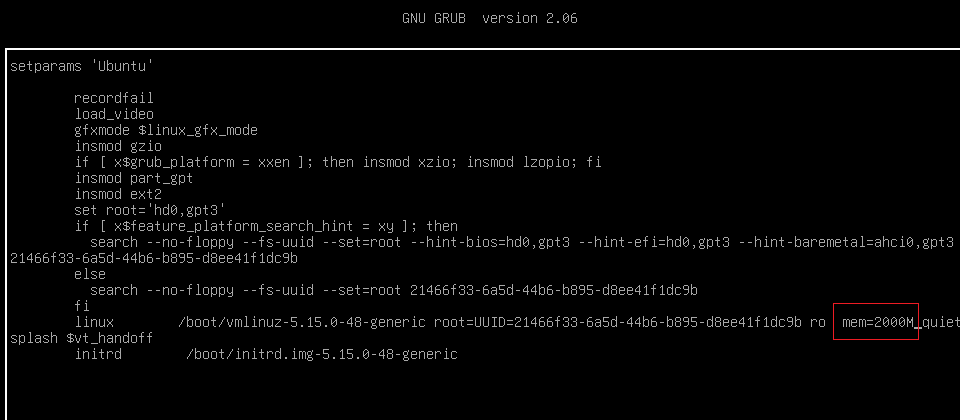 GNU GRUB  version 2.06
setparams 'Ubuntu'
recordfail
load_video
gfxmode $linux_gfx_mode
insmod gzio
if [ x$grub_platform = xxen ]; then insmod xzio; insmod lzopio; fi
insmod part_gpt
insmod ext2
set root='hd0,gpt3'
if [ x$feature_platform_search_hint = xy ]; then
search --no-floppy --fs-uuid --set=root --hint-bios=hd0,gpt3 --hint-efi=hd0,gpt3 --hint-baremetal=ahci0,gpt3
21466f33-6a5d-44b6-b895-d8ee41f1dc9b
else
search --no-floppy --fs-uuid --set=root 21466f33-6a5d-44b6-b895-d8ee41f1dc9b
fi
linux /boot/vmlinuz-5.15.0-48-generic root=UUID=21466f33-6a5d-44b6-b895-d8ee41f1dc9b ro mem=2000M_quiet
splash $vt_handoff
initrd /boot/initrd.img-5.15.0-48-generic